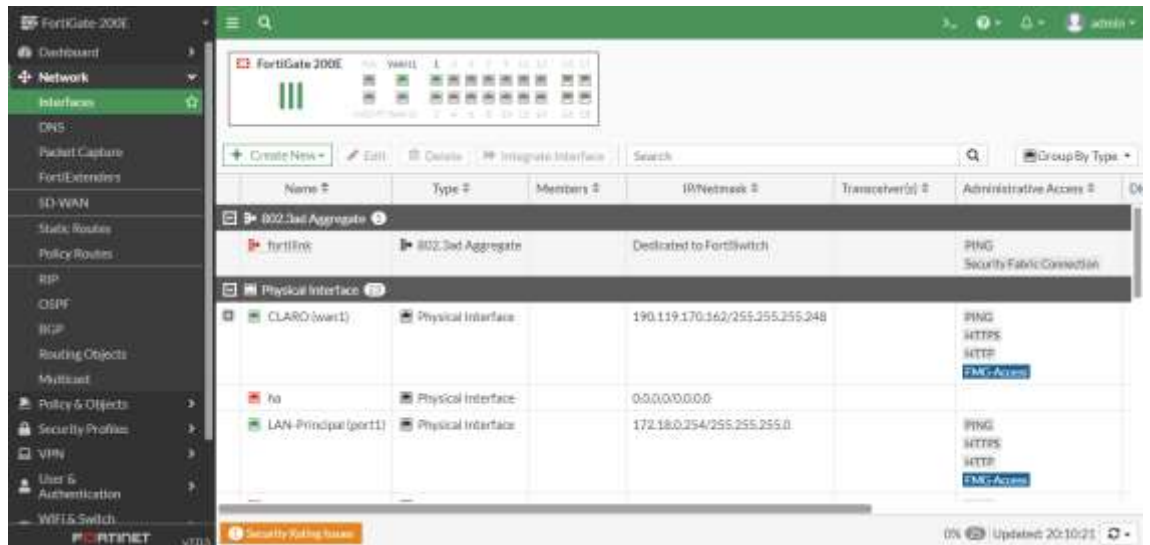 FortiGate 200E
admin
Dashboard
Network
Interfaces
DNS
Packet Capture
FortiExtenders
SD-WAN
Static Routes
Policy Routes
RIP
OSPF
BGP
Routing Objects
Multicast
Policy & Objects
Security Profiles
VPN
User & Authentication
WiFi & Switch
FORTINET
FortiGate 200E
wan1 1
Create New Edit Delete Integrate Interface Search Group By Type
Name Type Members IP/Netmask Transceiver(s) Administrative Access
802.3ad Aggregate 1
fortilink 802.3ad Aggregate Dedicated to FortiSwitch PING
Security Fabric Connection
Physical Interface
CLARO (wan1) Physical Interface 190.119.170.162/255.255.255.248 PING
HTTPS
HTTP
FMG-Access
ha Physical Interface 0.0.0.0/0.0.0.0
LAN-Principal (port1) Physical Interface 172.18.0.254/255.255.255.0 PING
HTTPS
HTTP
FMG-Access
Security Rating Issues
0% Updated: 20:10:21